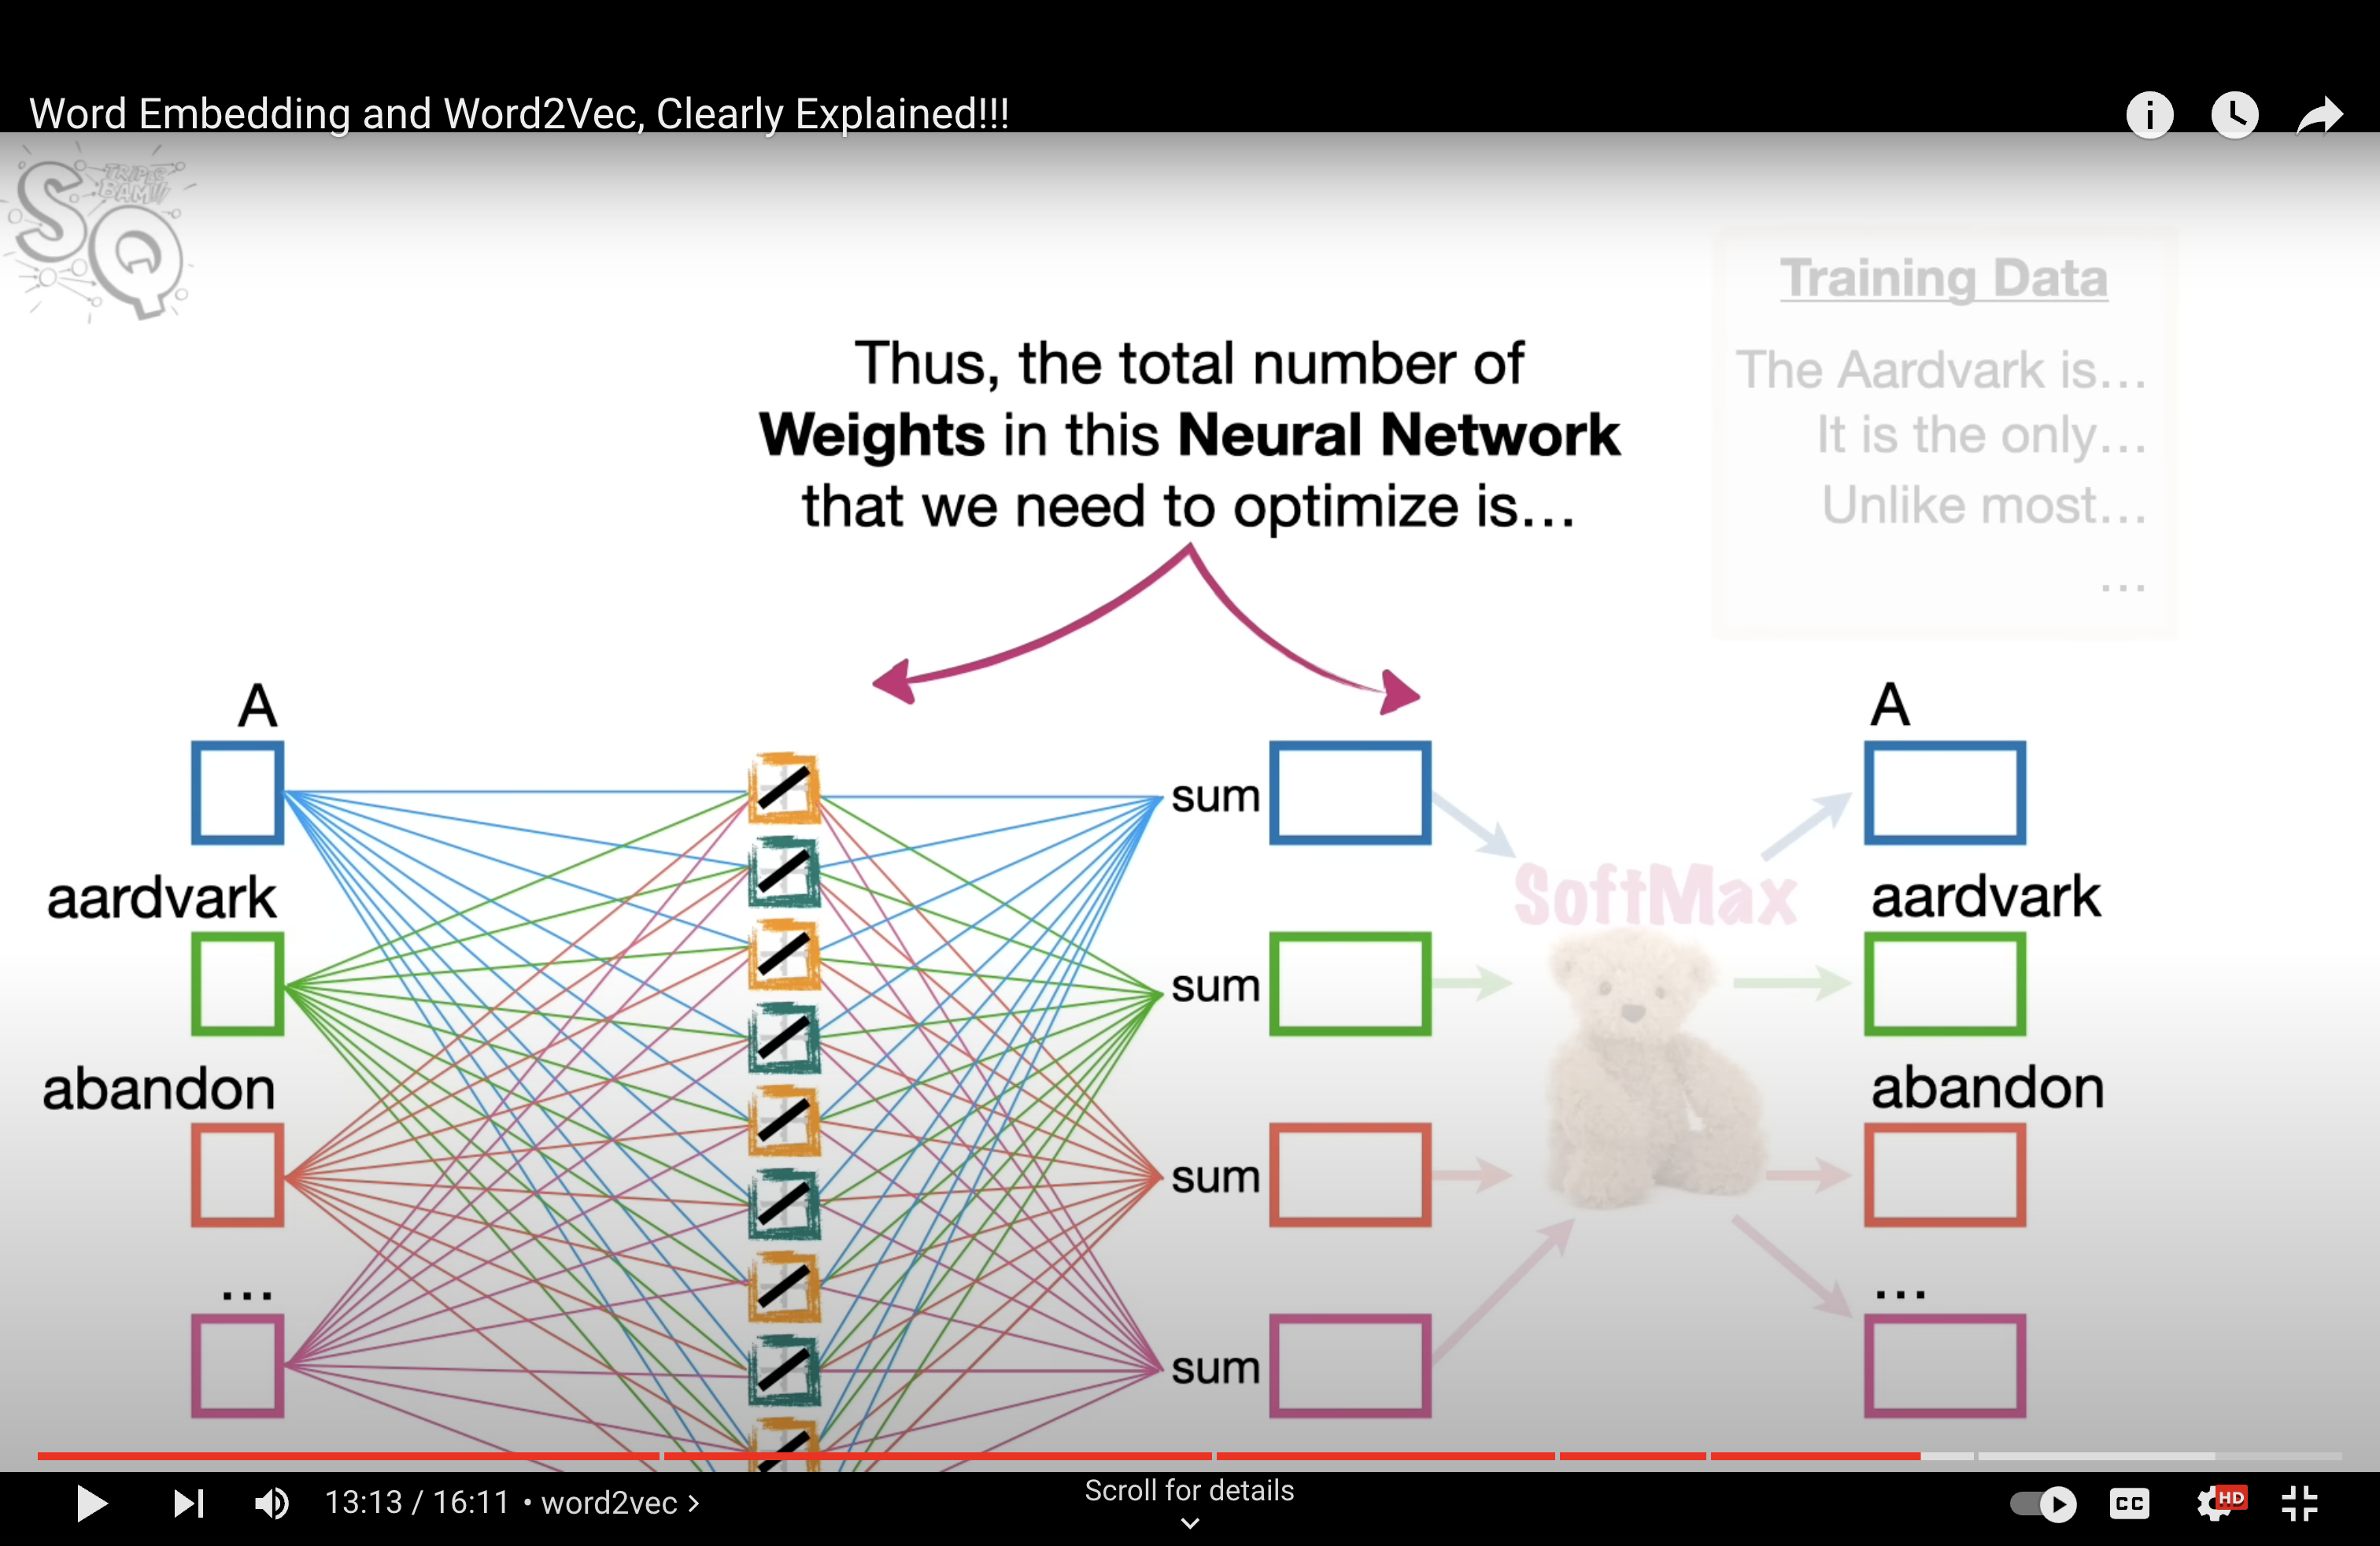 Word Embedding and Word2Vec, Clearly Explained!!!
SQ
TRIPLE
BAM!!!
Training Data
The Aardvark is...
It is the only...
Unlike most...
...
Thus, the total number of
Weights in this Neural Network
that we need to optimize is...
A
A
sum
SoftMax
aardvark
aardvark
sum
abandon
abandon
sum
...
...
sum
13:13 / 16:11 • word2vec >
Scroll for details
CC
HD